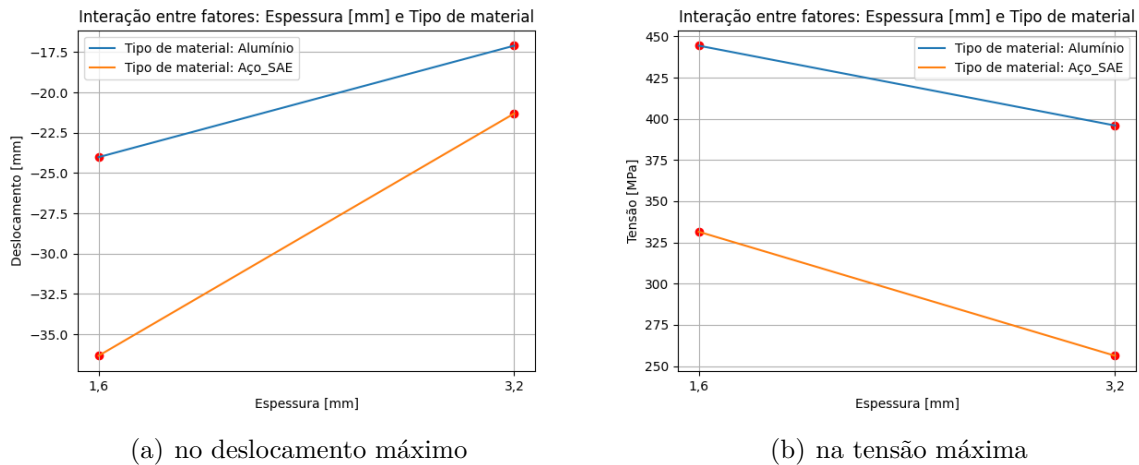 Interação entre fatores: Espessura [mm] e Tipo de material
Tipo de material: Alumínio
Tipo de material: Aço_SAE
Deslocamento [mm]
−17.5
−20.0
−22.5
−25.0
−27.5
−30.0
−32.5
−35.0
1,6
3,2
Espessura [mm]
(a) no deslocamento máximo
Interação entre fatores: Espessura [mm] e Tipo de material
Tipo de material: Alumínio
Tipo de material: Aço_SAE
Tensão [MPa]
450
425
400
375
350
325
300
275
250
1,6
3,2
Espessura [mm]
(b) na tensão máxima